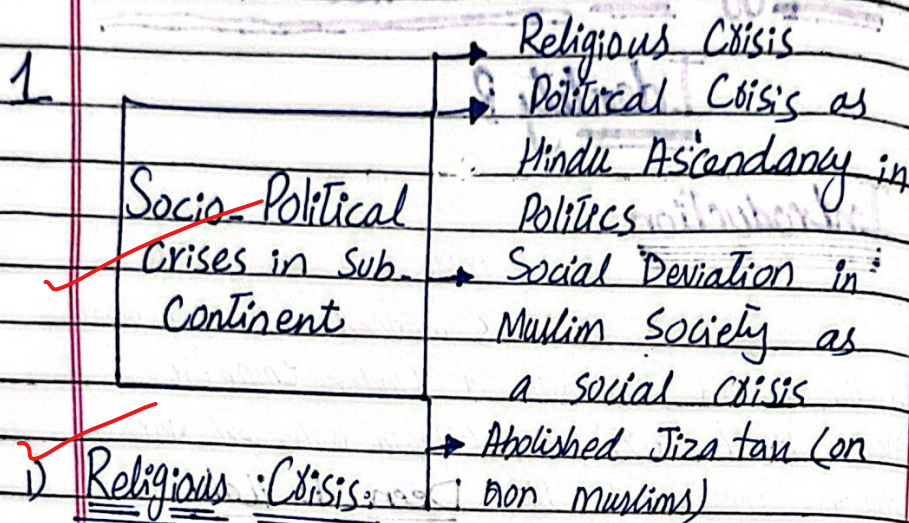 1
Religious Crisis
Political Crisis as
Hindu Ascendancy in
Politics
Social Deviation in
Muslim Society as
a social crisis
Abolished Jiza tax (on
non muslims)
Socio-Political
Crises in Sub-
Continent
1) Religious Crisis: